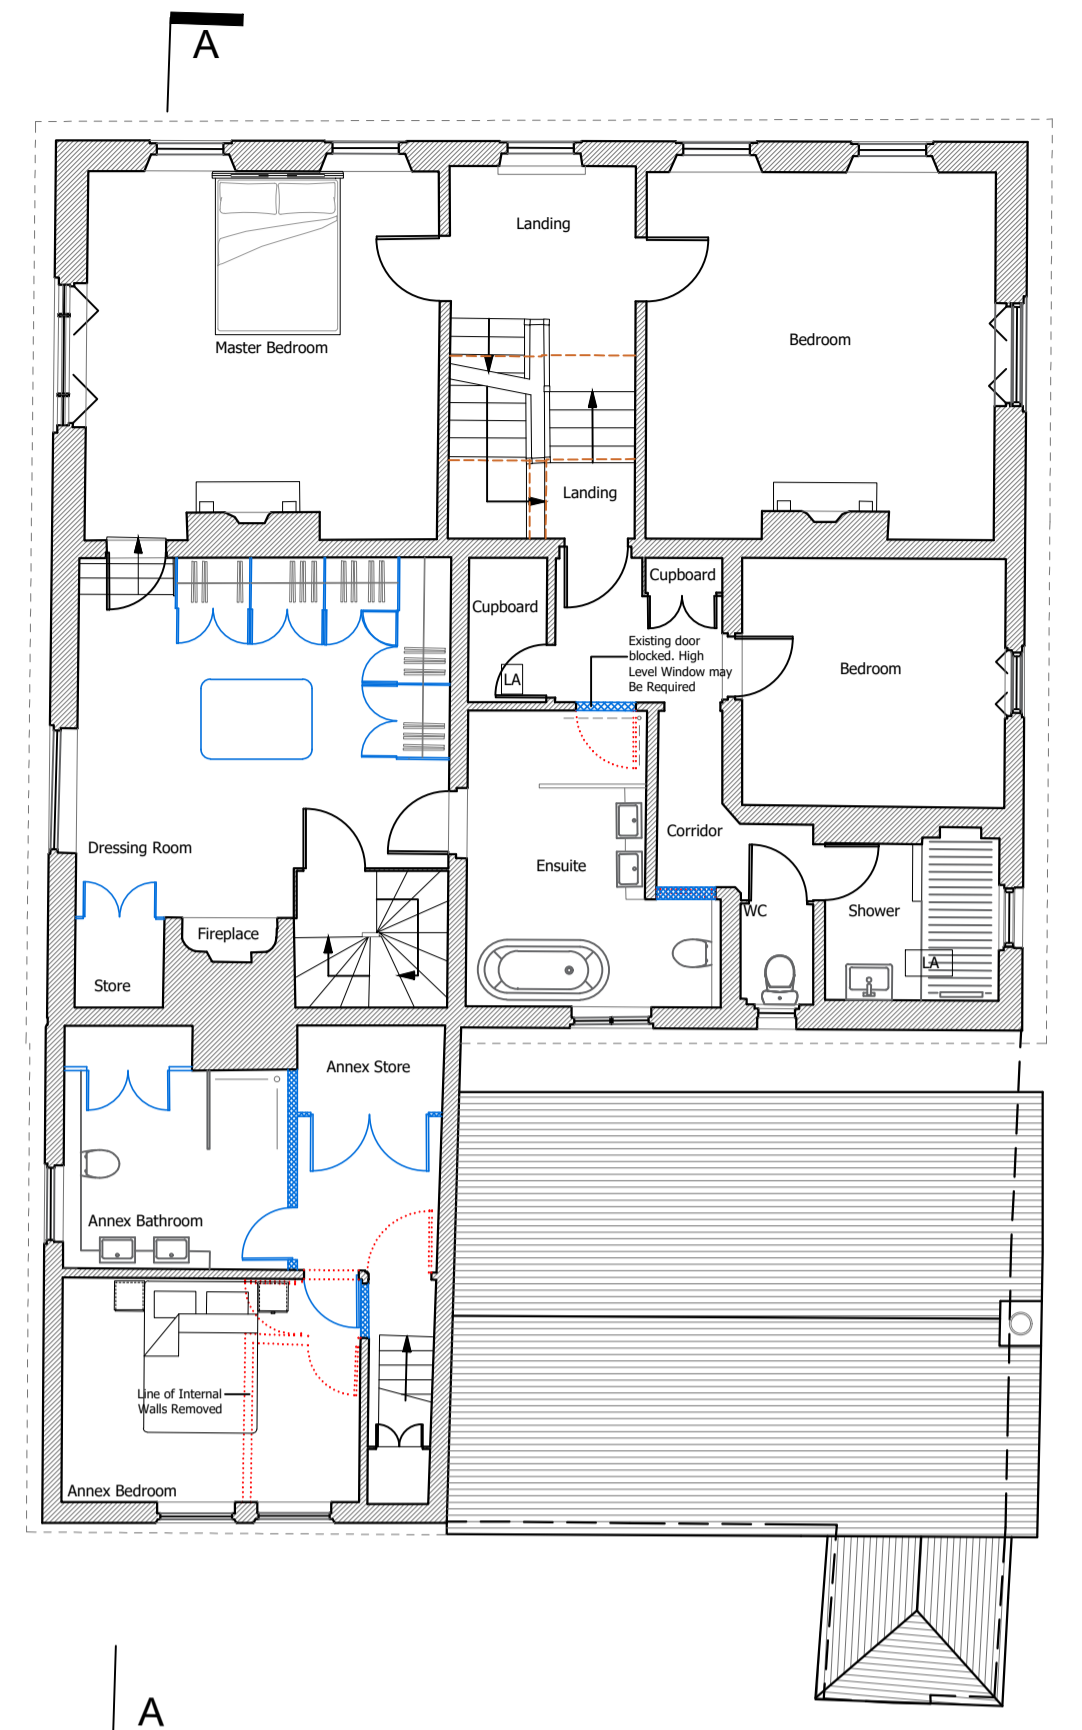 A
Landing
Master Bedroom
Bedroom
Landing
Cupboard
Cupboard
LA
Existing door
blocked. High
Level Window may
Be Required
Bedroom
Dressing Room
Corridor
Ensuite
WC
Shower
LA
Fireplace
Store
Annex Store
Annex Bathroom
Line of Internal
Walls Removed
Annex Bedroom
A